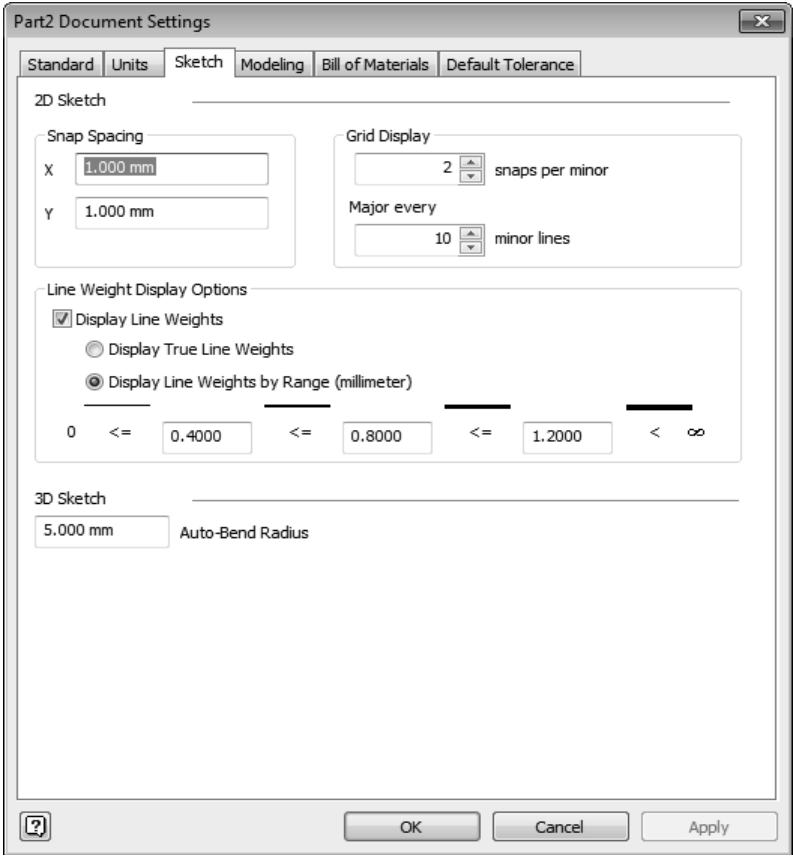 Part2 Document Settings
Standard Units Sketch Modeling Bill of Materials Default Tolerance
2D Sketch
Snap Spacing
X 1.000 mm
Y 1.000 mm
Grid Display
2 snaps per minor
Major every
10 minor lines
Line Weight Display Options
Display Line Weights
Display True Line Weights
Display Line Weights by Range (millimeter)
0 <= 0.4000 <= 0.8000 <= 1.2000 < ∞
3D Sketch
5.000 mm Auto-Bend Radius
? OK Cancel Apply